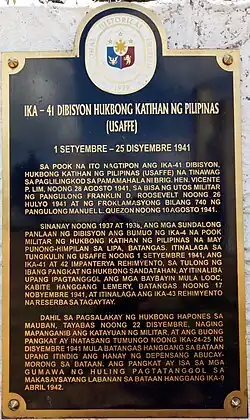 IKA – 41 DIBISYON HUKBONG KATIHAN NG PILIPINAS
(USAFFE)
1 SETYEMBRE – 25 DISYEMBRE 1941
SA POOK NA ITO NAGTIPON ANG IKA-41 DIBISYON,
HUKBONG KATIHAN NG PILIPINAS (USAFFE) NA TINAWAG
SA PAGLILINGKOD SA PAMAMAHALA NI BRIG. HEN. VICENTE
P. LIM, NOONG 28 AGOSTO 1941, SA BISA NG UTOS MILITAR
NG PANGULONG FRANKLIN D. ROOSEVELT NOONG 26
HULYO 1941 AT NG PROKLAMASYONG BILANG 740 NG
PANGULONG MANUEL L. QUEZON NOONG 10 AGOSTO 1941.
SINANAY NOONG 1937 AT 1938, ANG MGA SUNDALONG
PANLAAN NG DIBISYON ANG BUMUO NG IKA-4 NA POOK
MILITAR NG HUKBONG KATIHAN NG PILIPINAS NA MAY
PUNONG-HIMPILAN SA LIPA, BATANGAS. ITINALAGA SA
TUNGKULIN SA USAFFE NOONG 1 SETYEMBRE 1941, ANG
IKA-41 AT 42 IMPANTERYA REHIMYENTO, SA TULONG NG
IBANG PANGKAT NG HUKBONG SANDATAHAN, AY ITINALIBA
UPANG IPAGTANGGOL ANG MGA BAYBAYIN MULA LOOC,
KABITE HANGGANG LEMERY, BATANGAS NOONG 17
NOBYEMBRE 1941, AT ITINALAGA ANG IKA-43 REHIMYENTO
NA RESERBA SA TAGAYTAY.
DAHIL SA PAGSALAKAY NG HUKBONG HAPONES SA
MAUBAN, TAYABAS NOONG 22 DISYEMBRE, NAGING
MAPANGANIB ANG KATAYUAN NG MILITAR, AT ANG BUONG
PANGKAT AY INATASANG TUMUNGO NOONG IKA-24-25 NG
DISYEMBRE 1941 MULA BATANGAS HANGGANG SA BATAAN
UPANG ITINDIG ANG HANAY NG DEPENSANG ABUCAY-
MORONG SA BATAAN. ANG PANGKAT AY ISA SA MGA
GUMAWA NG HULING PAGTATANGGOL SA
MAKASAYSAYANG LABANAN SA BATAAN HANGGANG IKA-9
ABRIL 1942.